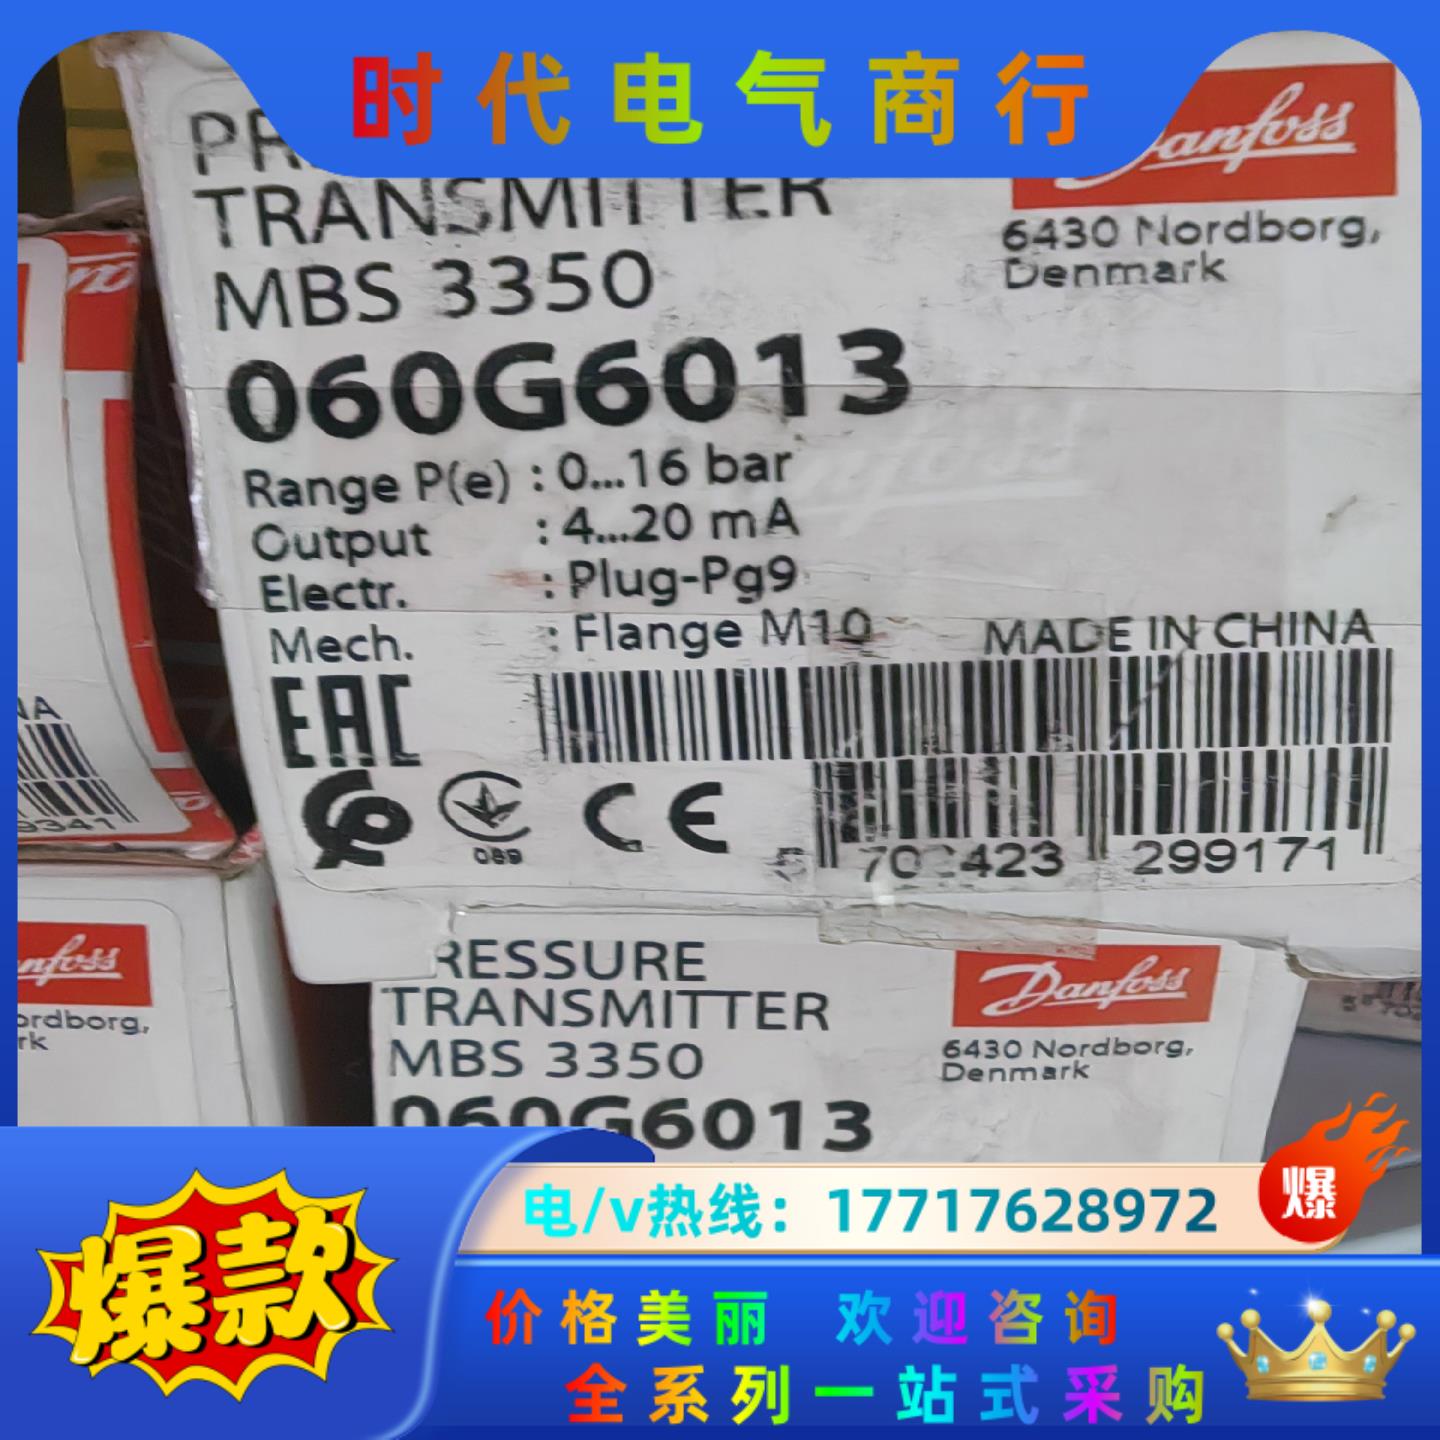 时代电气商行
Danfoss
TRANSMITTER
6430 Nordborg,
Denmark
MBS 3350
060G6013
Range P(e) : 0...16 bar
Output : 4...20 mA
Electr. : Plug-Pg9
Mech. : Flange M10
MADE IN CHINA
EAC
089
CE
299171
9341
PRESSURE
TRANSMITTER
MBS 3350
060G6013
Danfoss
6430 Nordborg,
Denmark
电/v热线：17717628972
爆
爆款
价格美丽 欢迎咨询
全系列一站式采购